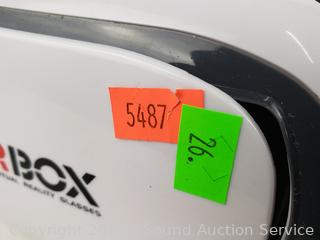 5487
26.
RBOX
TUAL REALITY GLASSES
Copyright 20 Sound Auction Service